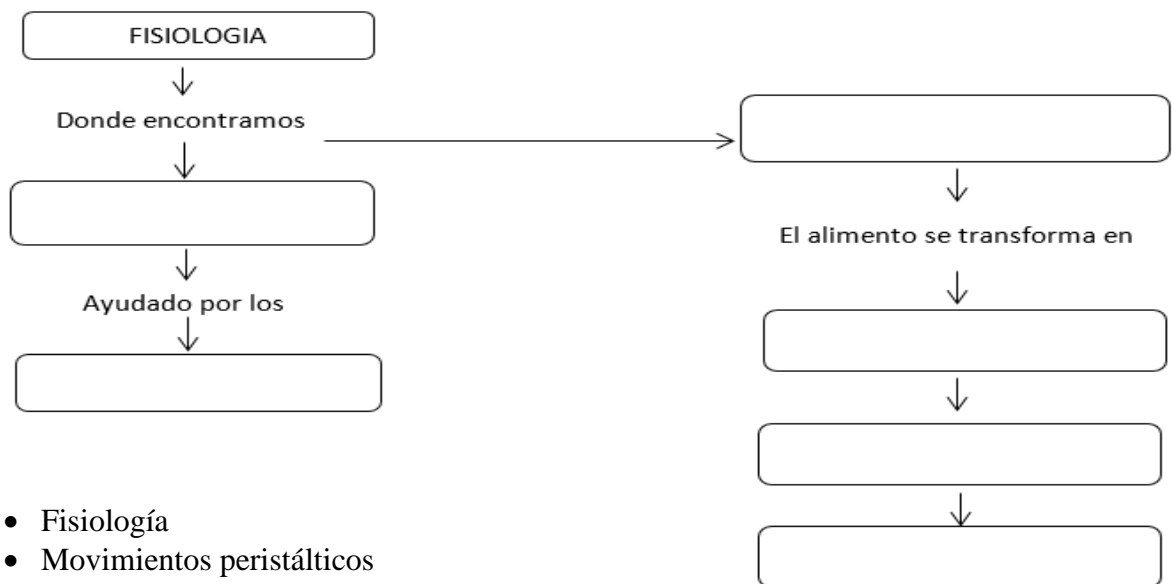 FISIOLOGIA
Donde encontramos
Ayudado por los
El alimento se transforma en
• Fisiología
• Movimientos peristálticos